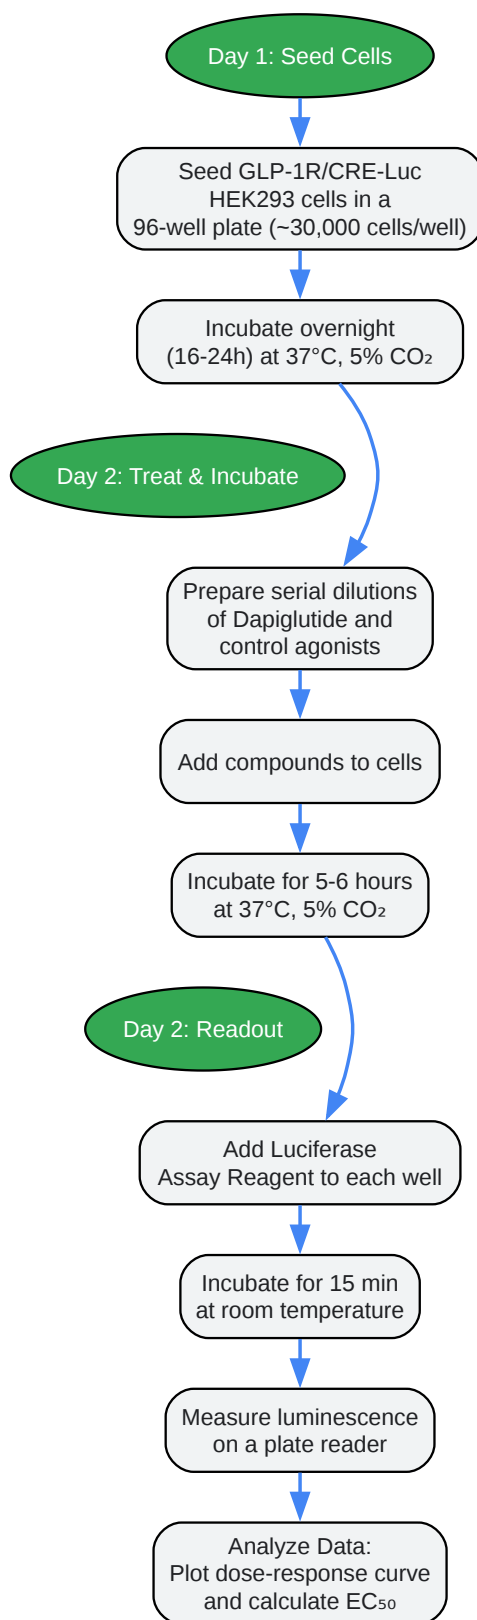 Day 1: Seed Cells
Seed GLP-1R/CRE-Luc
HEK293 cells in a
96-well plate (~30,000 cells/well)
Incubate overnight
(16-24h) at 37°C, 5% CO₂
Day 2: Treat & Incubate
Prepare serial dilutions
of Dapiglutide and
control agonists
Add compounds to cells
Incubate for 5-6 hours
at 37°C, 5% CO₂
Day 2: Readout
Add Luciferase
Assay Reagent to each well
Incubate for 15 min
at room temperature
Measure luminescence
on a plate reader
Analyze Data:
Plot dose-response curve
and calculate EC₅₀